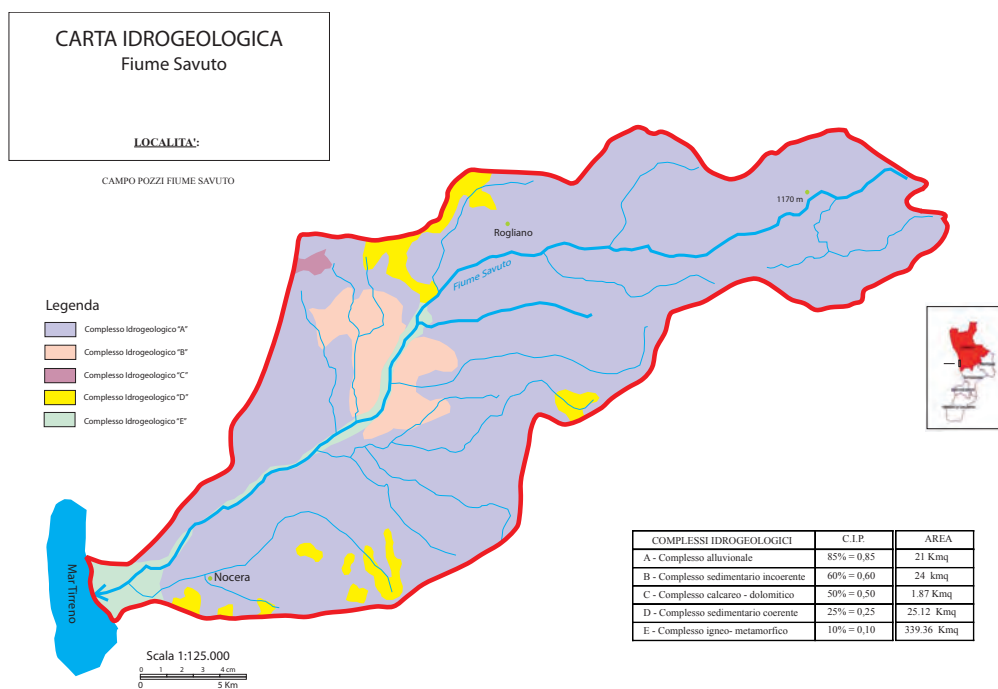 CARTA IDROGEOLOGICA
Fiume Savuto
LOCALITA':
CAMPO POZZI FIUME SAVUTO
1170 m
Rogliano
Fiume Savuto
Legenda
Complesso Idrogeologico "A"
Complesso Idrogeologico "B"
Complesso Idrogeologico "C"
Complesso Idrogeologico "D"
Complesso Idrogeologico "E"
Mar Tirreno
Nocera
Scala 1:125.000
0 1 2 3 4 cm
0 5 Km
COMPLESSI IDROGEOLOGICI C.I.P. AREA
A - Complesso alluvionale 85% = 0,85 21 Kmq
B - Complesso sedimentario incoerente 60% = 0,60 24 kmq
C - Complesso calcareo - dolomitico 50% = 0,50 1.87 Kmq
D - Complesso sedimentario coerente 25% = 0,25 25.12 Kmq
E - Complesso igneo- metamorfico 10% = 0,10 339.36 Kmq